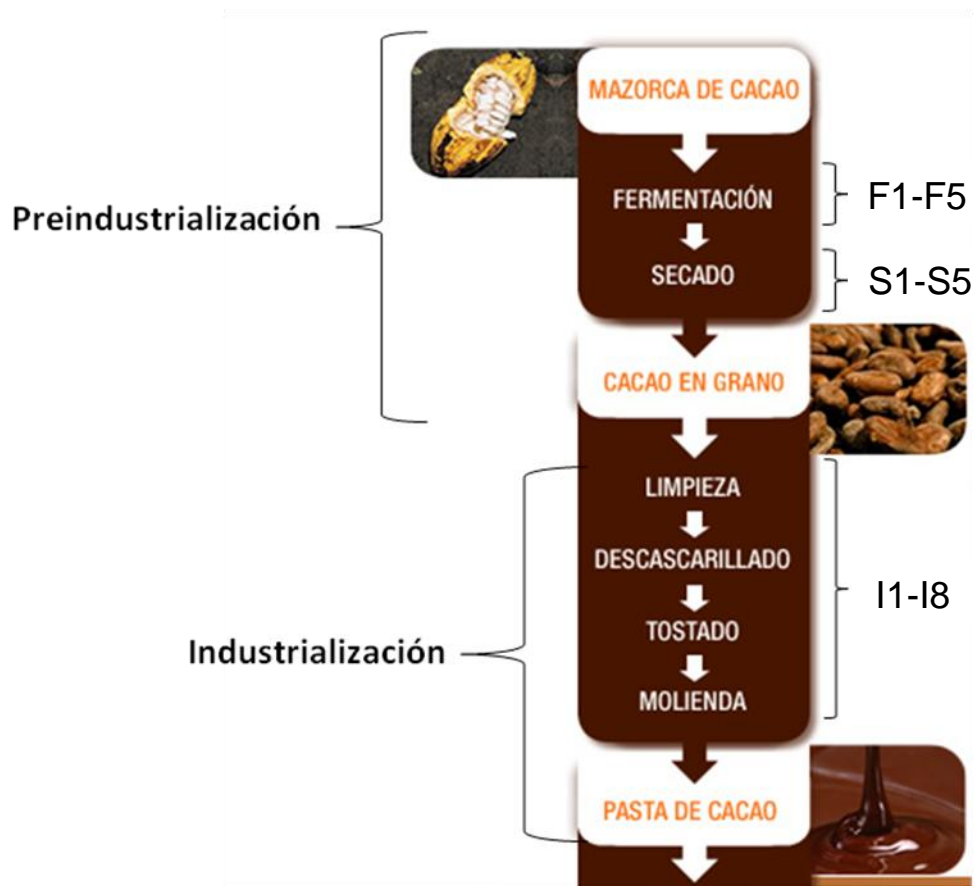 MAZORCA DE CACAO
FERMENTACIÓN
F1-F5
Preindustrialización
SECADO
S1-S5
CACAO EN GRANO
LIMPIEZA
DESCASCARILLADO
I1-I8
TOSTADO
Industrialización
MOLIENDA
PASTA DE CACAO